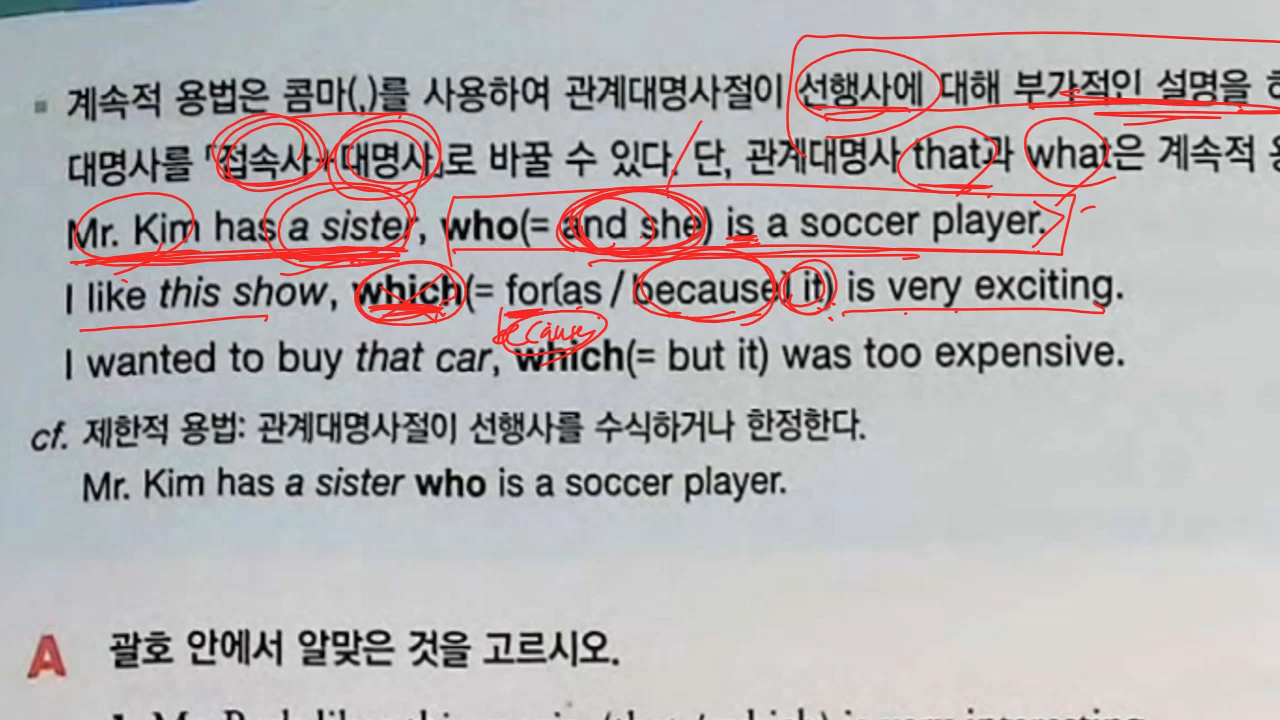 계속적 용법은 콤마(,)를 사용하여 관계대명사절이 선행사에 대해 부가적인 설명을
대명사를 「접속사+대명사」로 바꿀 수 있다. 단, 관계대명사 that과 what은 계속적
Mr. Kim has a sister, who(= and she) is a soccer player.
I like this show, which(= for(as / because) it) is very exciting.
because
I wanted to buy that car, which(= but it) was too expensive.
cf. 제한적 용법: 관계대명사절이 선행사를 수식하거나 한정한다.
Mr. Kim has a sister who is a soccer player.
A 괄호 안에서 알맞은 것을 고르시오.